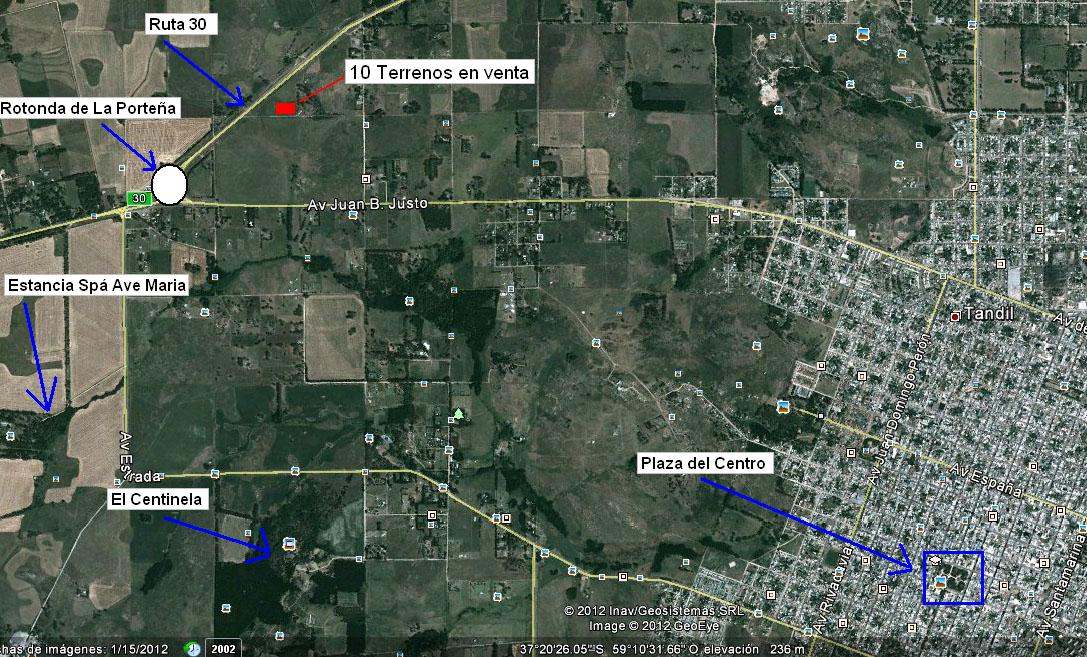 Ruta 30
10 Terrenos en venta
Rotonda de La Porteña
30
Av Juan B. Justo
Estancia Spá Ave Maria
Tandil
Av d
Av Juan Domingo Perón
Av Estrada
Plaza del Centro
Av España
El Centinela
Av Rivadavia
Av Santamarina
© 2012 Inav/Geosistemas SRL
Image © 2012 GeoEye
chas de imágenes: 1/15/2012
2002
37°20'26.05"S 59°10'31.66" O elevación 236 m